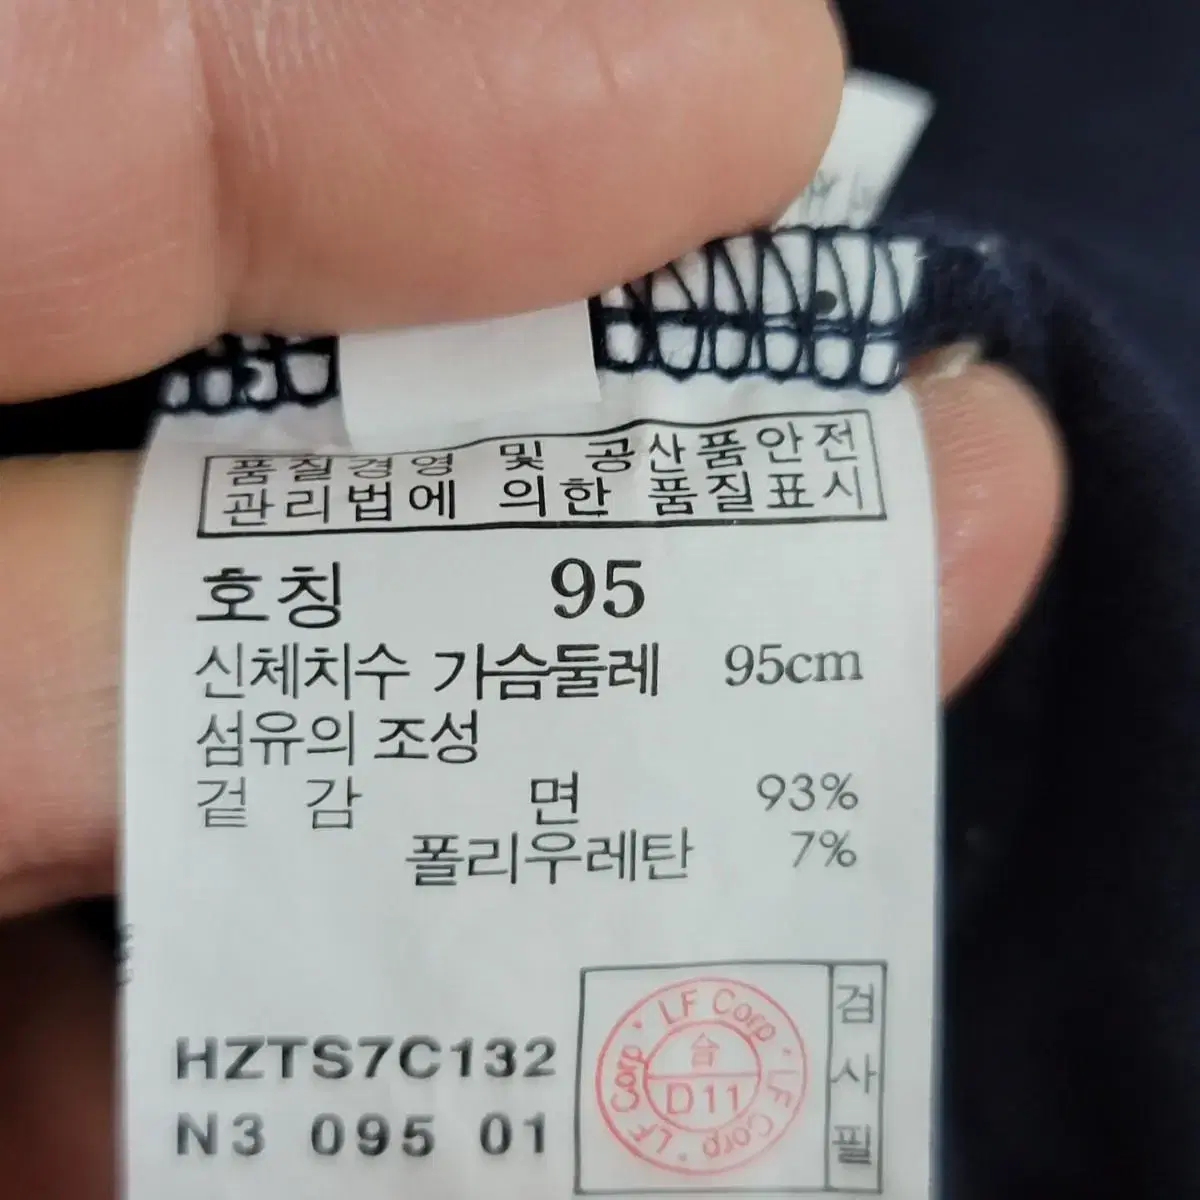 품질경영 및 공산품안전
관리법에 의한 품질표시
호칭 95
신체치수 가슴둘레 95cm
섬유의 조성
겉 감 면 93%
폴리우레탄 7%
HZTS7C132
N3 095 01
LF Corp · LF Corp · LF Corp ·
合
D11
검사필